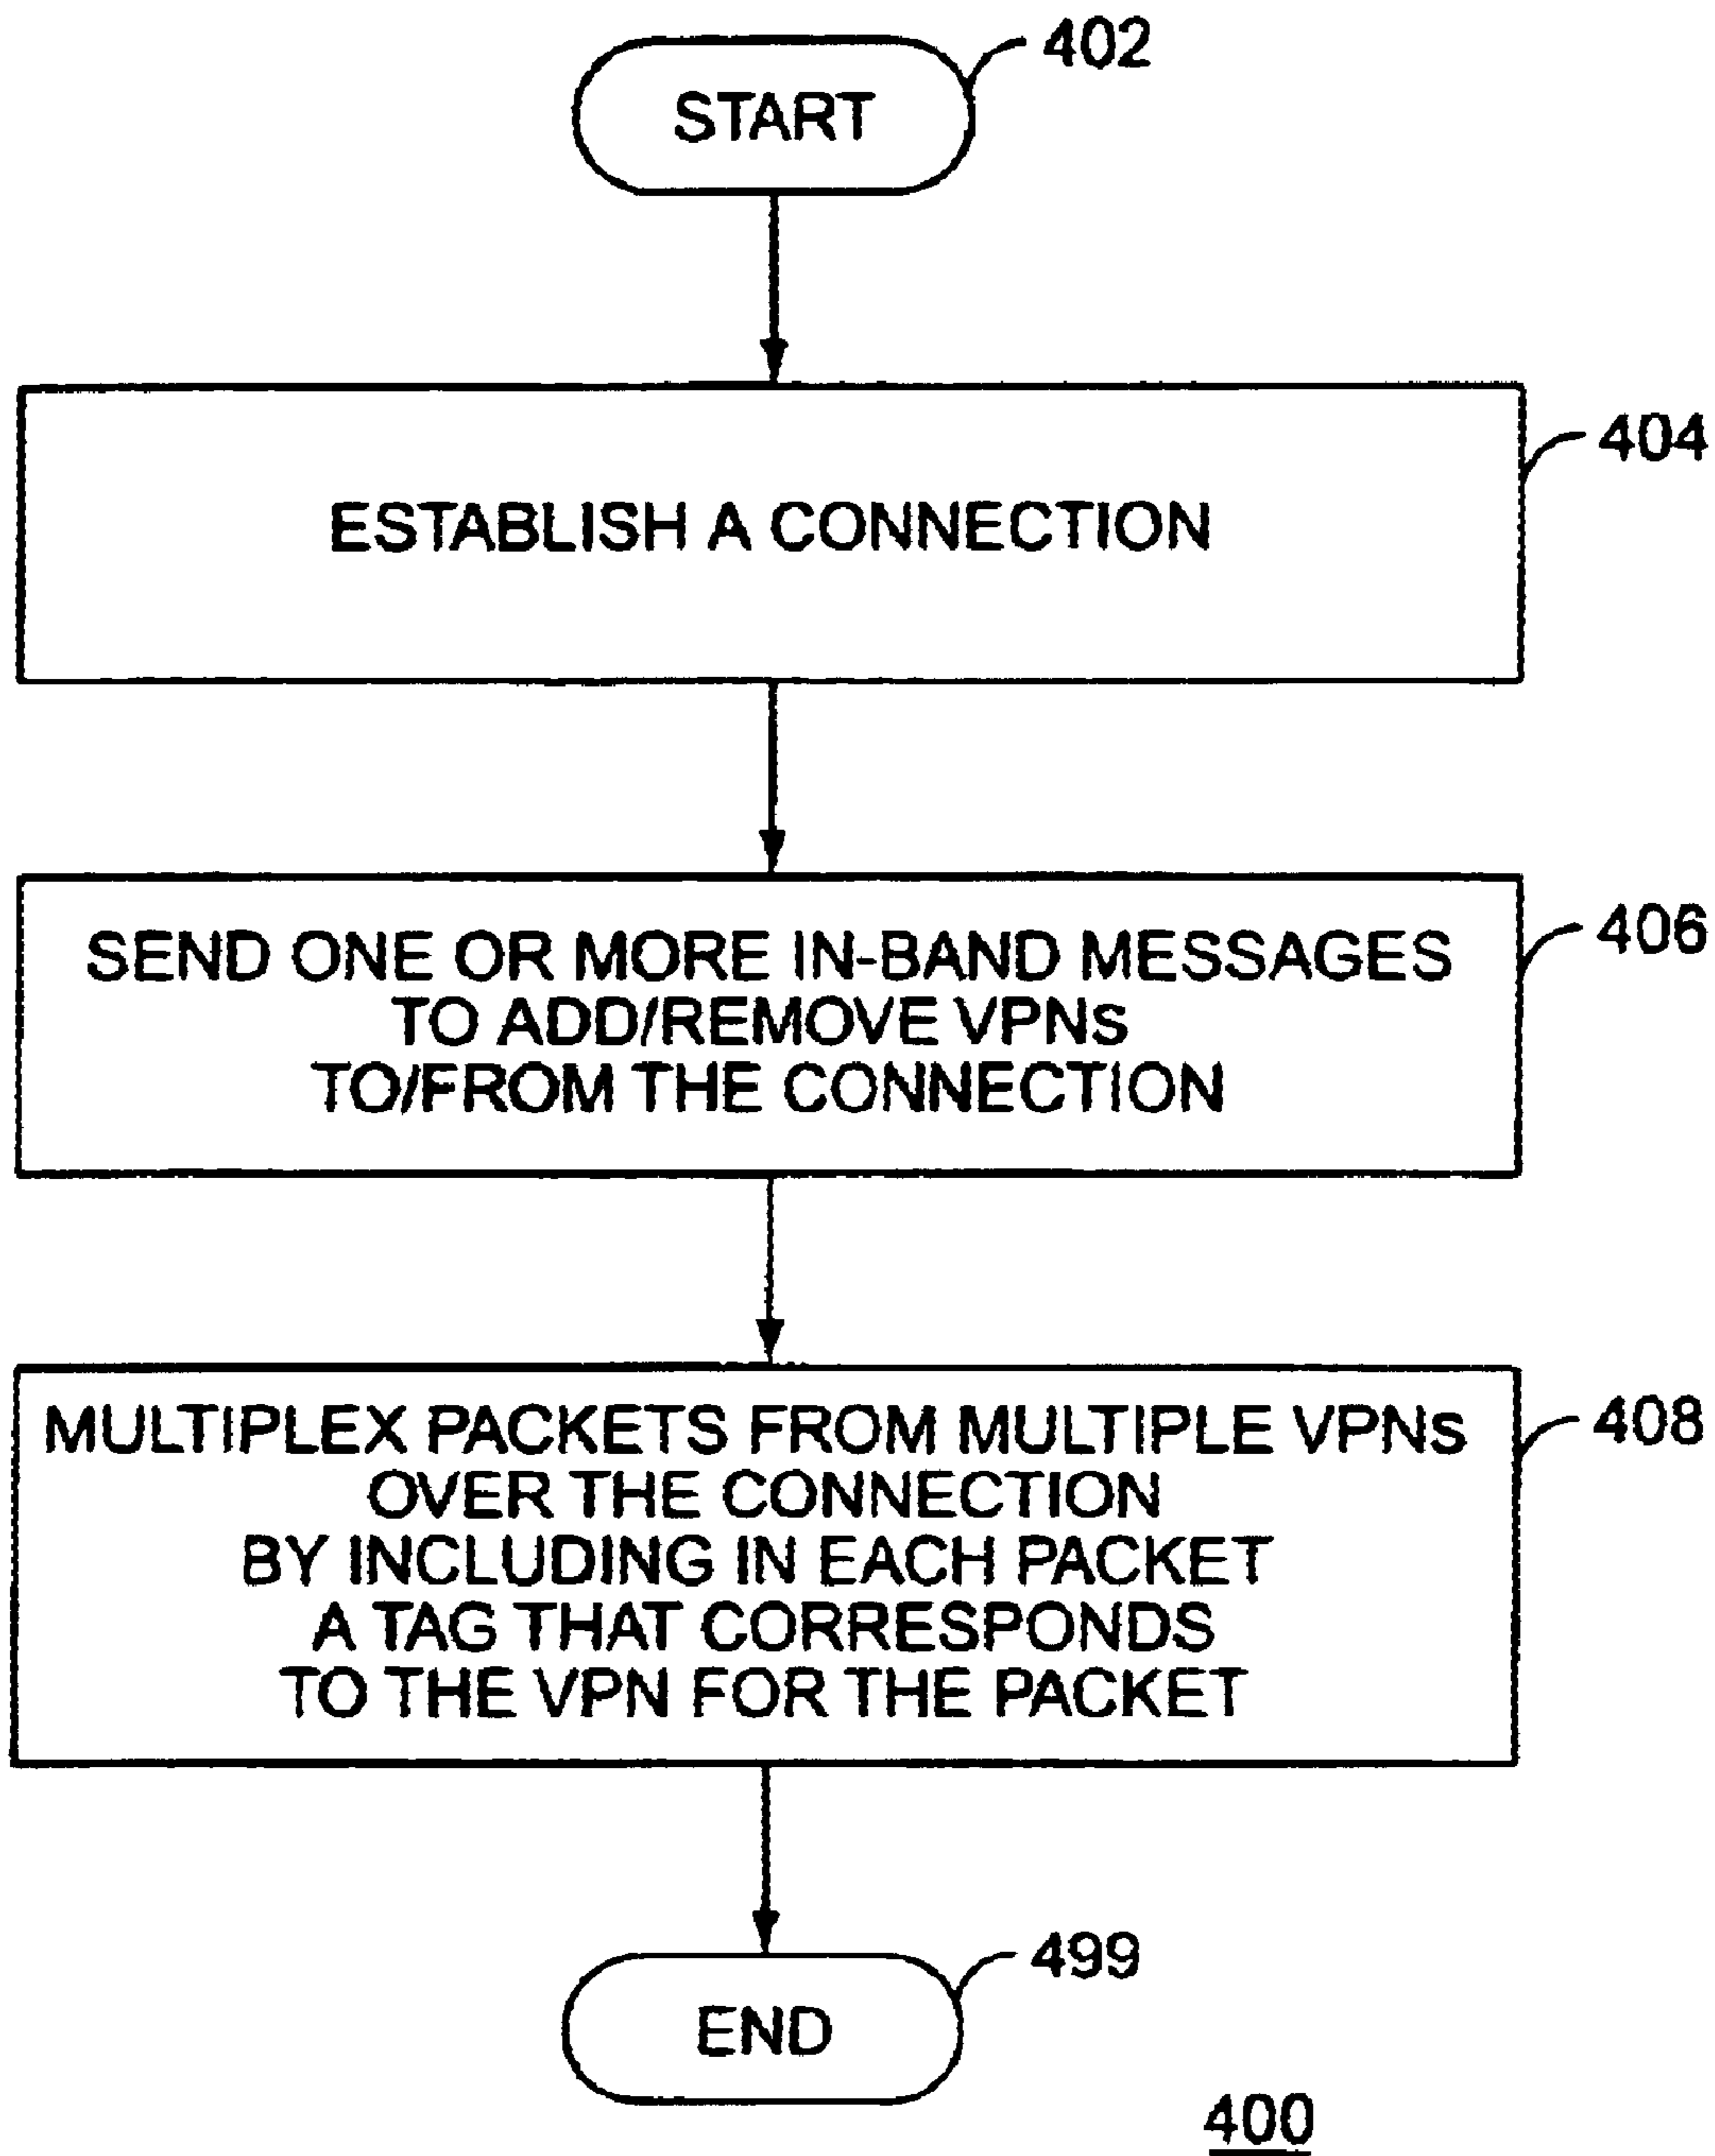 402
START
404
ESTABLISH A CONNECTION
406
SEND ONE OR MORE IN-BAND MESSAGES
TO ADD/REMOVE VPNs
TO/FROM THE CONNECTION
408
MULTIPLEX PACKETS FROM MULTIPLE VPNs
OVER THE CONNECTION
BY INCLUDING IN EACH PACKET
A TAG THAT CORRESPONDS
TO THE VPN FOR THE PACKET
499
END
400